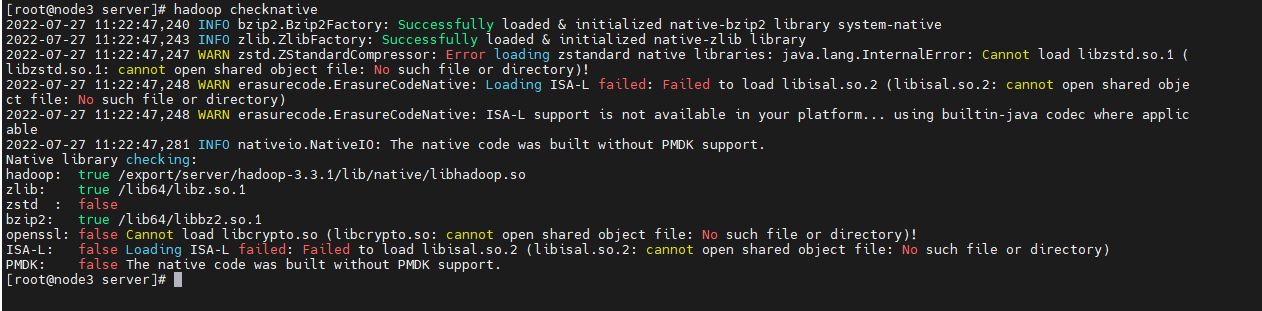 [root@node3 server]# hadoop checknative
2022-07-27 11:22:47,240 INFO bzip2.Bzip2Factory: Successfully loaded & initialized native-bzip2 library system-native
2022-07-27 11:22:47,243 INFO zlib.ZlibFactory: Successfully loaded & initialized native-zlib library
2022-07-27 11:22:47,247 WARN zstd.ZStandardCompressor: Error loading zstandard native libraries: java.lang.InternalError: Cannot load libzstd.so.1 (
libzstd.so.1: cannot open shared object file: No such file or directory)!
2022-07-27 11:22:47,248 WARN erasurecode.ErasureCodeNative: Loading ISA-L failed: Failed to load libisal.so.2 (libisal.so.2: cannot open shared obje
ct file: No such file or directory)
2022-07-27 11:22:47,248 WARN erasurecode.ErasureCodeNative: ISA-L support is not available in your platform... using builtin-java codec where applic
able
2022-07-27 11:22:47,281 INFO nativeio.NativeIO: The native code was built without PMDK support.
Native library checking:
hadoop:  true /export/server/hadoop-3.3.1/lib/native/libhadoop.so
zlib:    true /lib64/libz.so.1
zstd  :  false
bzip2:   true /lib64/libbz2.so.1
openssl: false Cannot load libcrypto.so (libcrypto.so: cannot open shared object file: No such file or directory)!
ISA-L:   false Loading ISA-L failed: Failed to load libisal.so.2 (libisal.so.2: cannot open shared object file: No such file or directory)
PMDK:    false The native code was built without PMDK support.
[root@node3 server]#